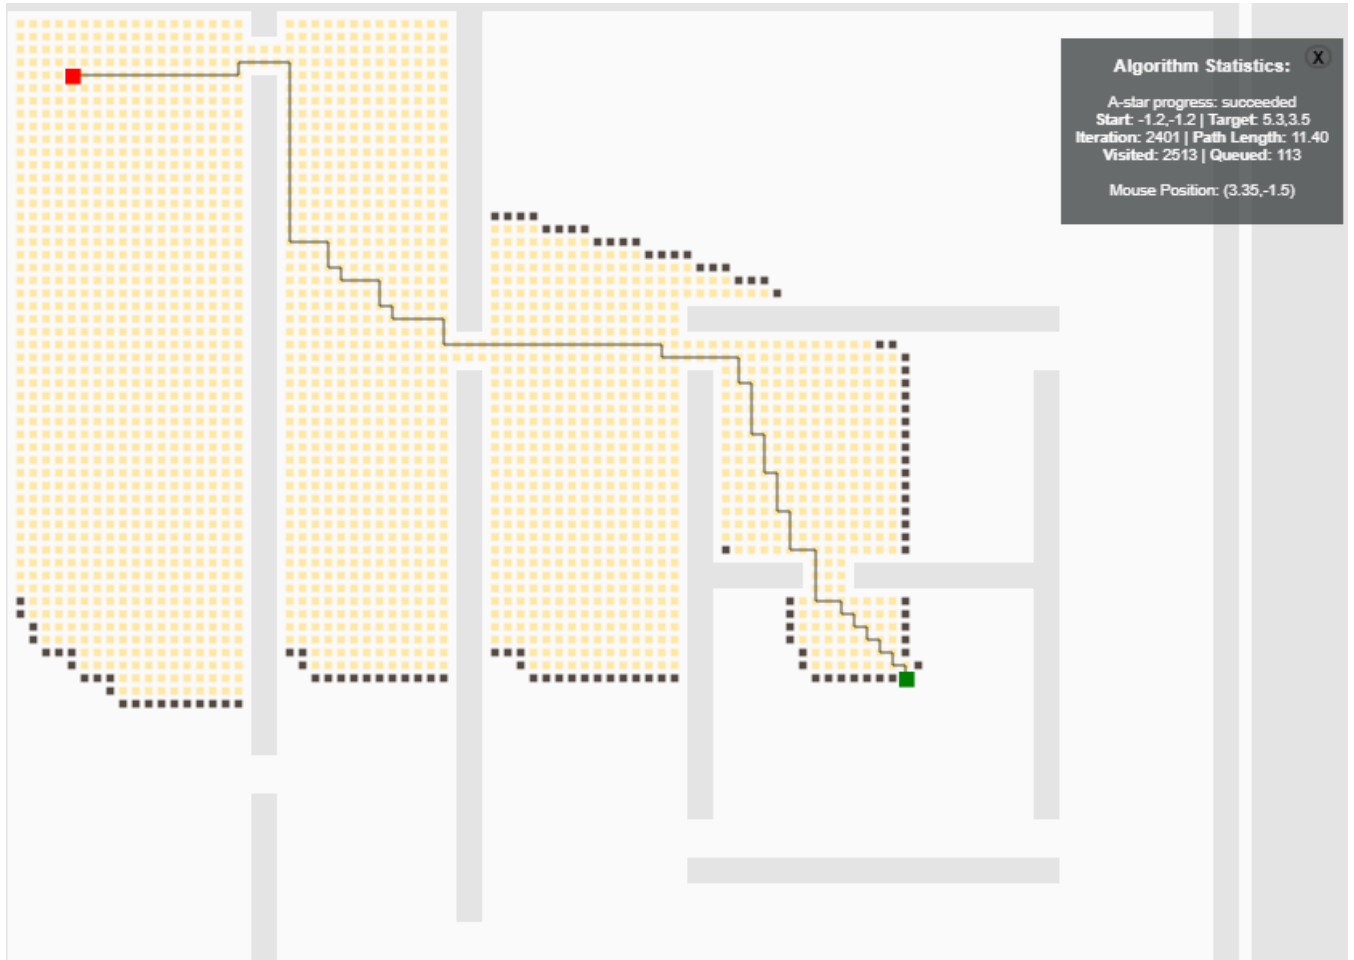 X
Algorithm Statistics:
A-star progress: succeeded
Start: -1.2,-1.2 | Target: 5.3,3.5
Iteration: 2401 | Path Length: 11.40
Visited: 2513 | Queued: 113
Mouse Position: (3.35,-1.5)